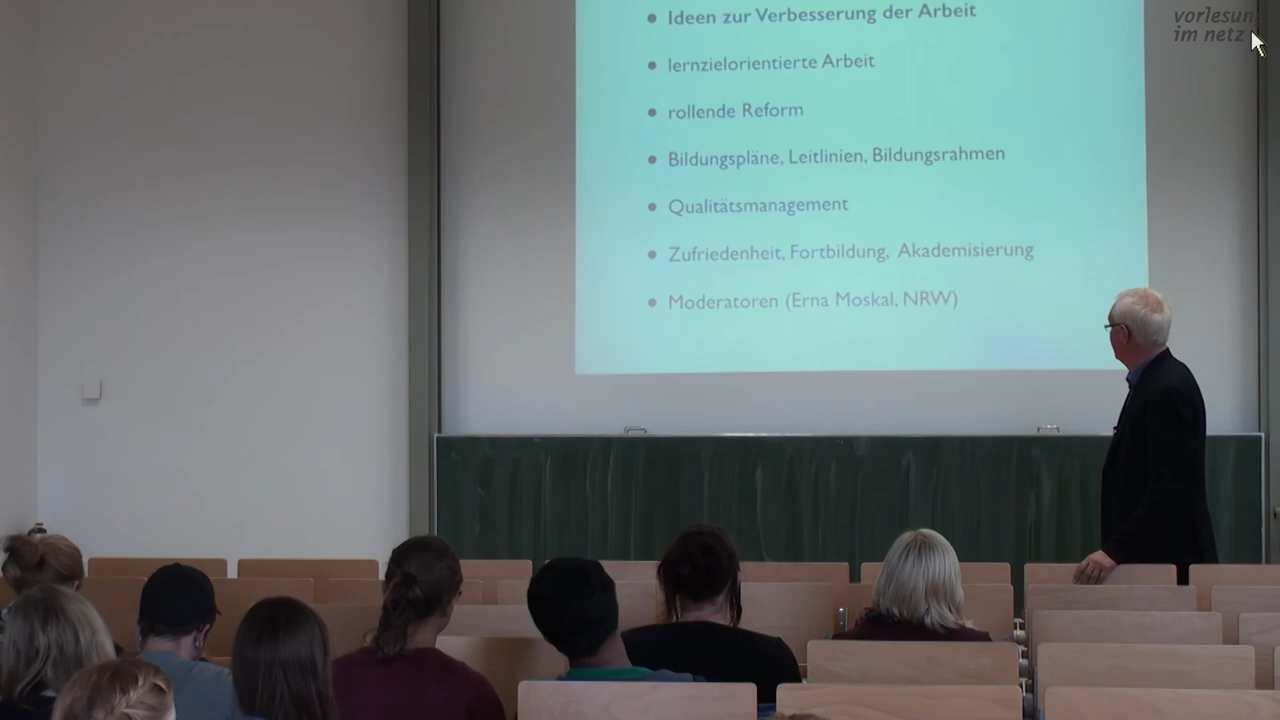 vorlesun
im netz
Ideen zur Verbesserung der Arbeit
lernzielorientierte Arbeit
rollende Reform
Bildungspläne, Leitlinien, Bildungsrahmen
Qualitätsmanagement
Zufriedenheit, Fortbildung, Akademisierung
Moderatoren (Erna Moskal, NRW)